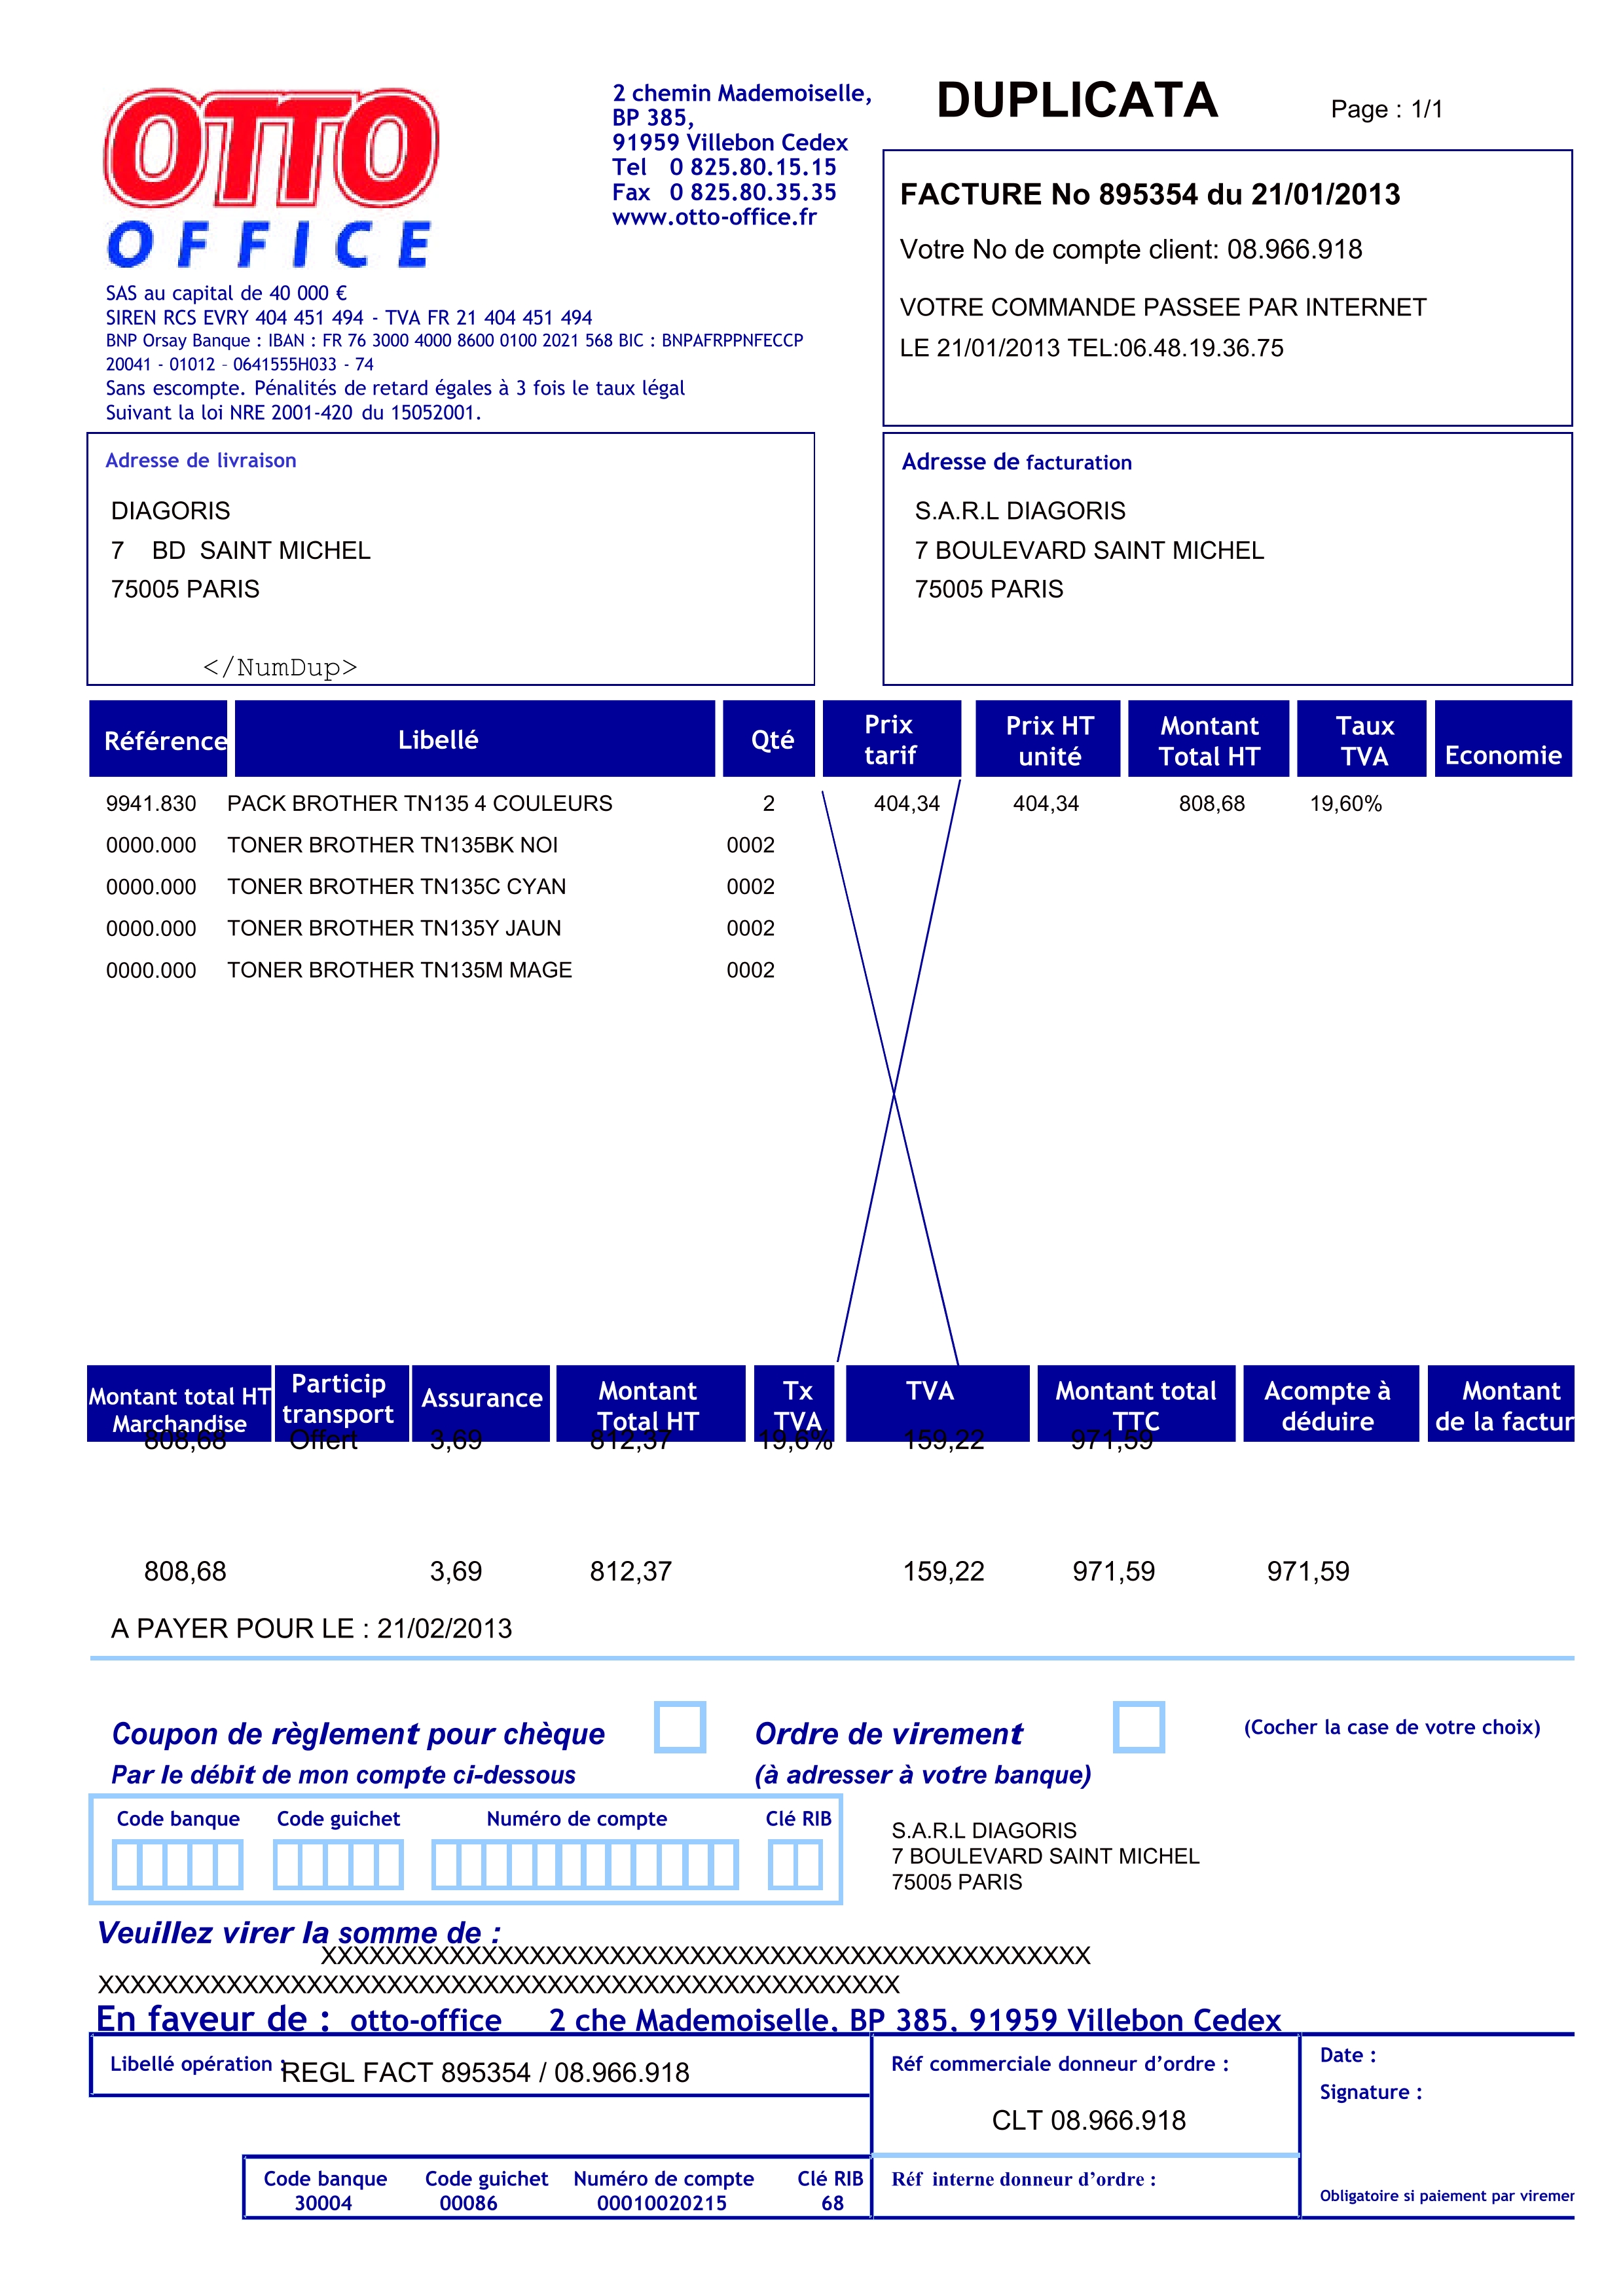 OTTO
OFFICE
2 chemin Mademoiselle,
BP 385,
91959 Villebon Cedex
Tel 0 825.80.15.15
Fax 0 825.80.35.35
www.otto-office.fr
DUPLICATA
Page : 1/1
FACTURE No 895354 du 21/01/2013
Votre No de compte client: 08.966.918
VOTRE COMMANDE PASSEE PAR INTERNET
LE 21/01/2013 TEL:06.48.19.36.75
SAS au capital de 40 000 €
SIREN RCS EVRY 404 451 494 - TVA FR 21 404 451 494
BNP Orsay Banque : IBAN : FR 76 3000 4000 8600 0100 2021 568 BIC : BNPAFRPPNFECCP
20041 - 01012 - 0641555H033 - 74
Sans escompte. Pénalités de retard égales à 3 fois le taux légal
Suivant la loi NRE 2001-420 du 15052001.
Adresse de livraison
DIAGORIS
7 BD SAINT MICHEL
75005 PARIS
</NumDup>
Adresse de facturation
S.A.R.L DIAGORIS
7 BOULEVARD SAINT MICHEL
75005 PARIS
Référence Libellé Qté Prix tarif Prix HT unité Montant Total HT Taux TVA Economie
9941.830 PACK BROTHER TN135 4 COULEURS 2 404,34 404,34 808,68 19,60%
0000.000 TONER BROTHER TN135BK NOI 0002
0000.000 TONER BROTHER TN135C CYAN 0002
0000.000 TONER BROTHER TN135Y JAUN 0002
0000.000 TONER BROTHER TN135M MAGE 0002
Montant total HT Marchandise Particip transport Assurance Montant Total HT Tx TVA TVA Montant total TTC Acompte à déduire Montant de la factur
808,68 Offert 3,69 812,37 19,6% 159,22 971,59
808,68 3,69 812,37 159,22 971,59 971,59
A PAYER POUR LE : 21/02/2013
Coupon de règlement pour chèque Ordre de virement (Cocher la case de votre choix)
Par le débit de mon compte ci-dessous (à adresser à votre banque)
Code banque Code guichet Numéro de compte Clé RIB
S.A.R.L DIAGORIS
7 BOULEVARD SAINT MICHEL
75005 PARIS
Veuillez virer la somme de :
XXXXXXXXXXXXXXXXXXXXXXXXXXXXXXXXXXXXXXXXXXXXXXXX
XXXXXXXXXXXXXXXXXXXXXXXXXXXXXXXXXXXXXXXXXXXXXXXXXX
En faveur de : otto-office 2 che Mademoiselle, BP 385, 91959 Villebon Cedex
Libellé opération : REGL FACT 895354 / 08.966.918
Réf commerciale donneur d'ordre :
CLT 08.966.918
Date :
Signature :
Code banque Code guichet Numéro de compte Clé RIB
30004 00086 00010020215 68
Réf interne donneur d'ordre :
Obligatoire si paiement par viremer